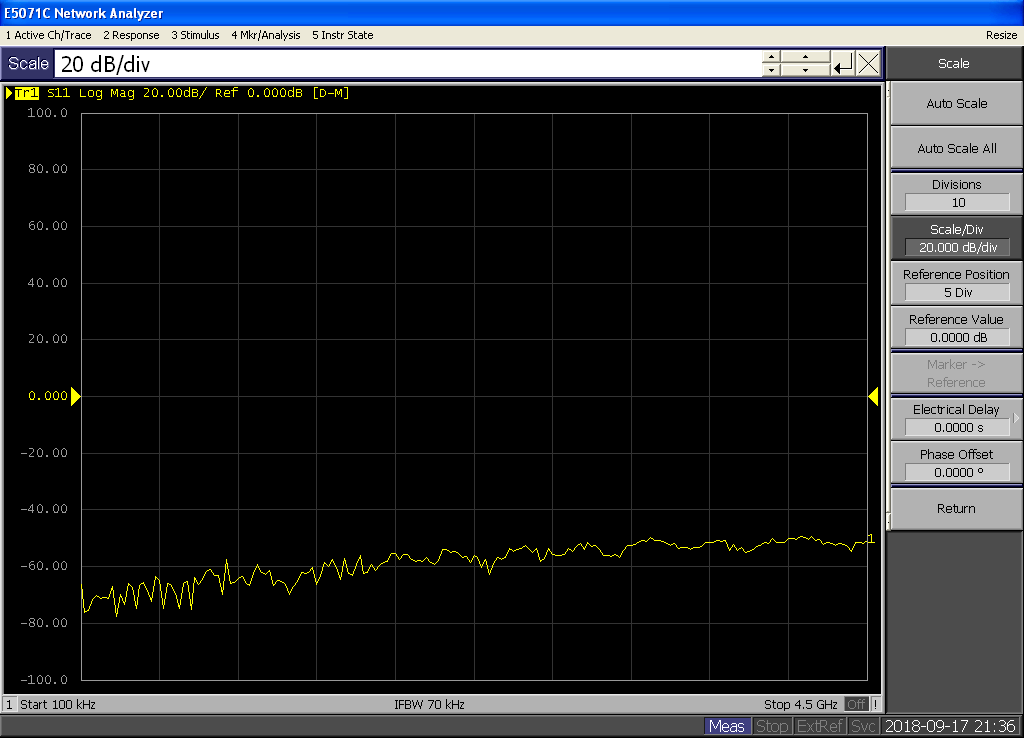 E5071C Network Analyzer
1 Active Ch/Trace 2 Response 3 Stimulus 4 Mkr/Analysis 5 Instr State Resize
Scale 20 dB/div
Scale
Tr1 S11 Log Mag 20.00dB/ Ref 0.000dB [D-M]
100.0
80.00
60.00
40.00
20.00
0.000
-20.00
-40.00
-60.00
-80.00
-100.0
1
Auto Scale
Auto Scale All
Divisions
10
Scale/Div
20.000 dB/div
Reference Position
5 Div
Reference Value
0.0000 dB
Marker ->
Reference
Electrical Delay
0.0000 s
Phase Offset
0.0000 °
Return
1 Start 100 kHz IFBW 70 kHz Stop 4.5 GHz Off !
Meas Stop ExtRef Svc 2018-09-17 21:36